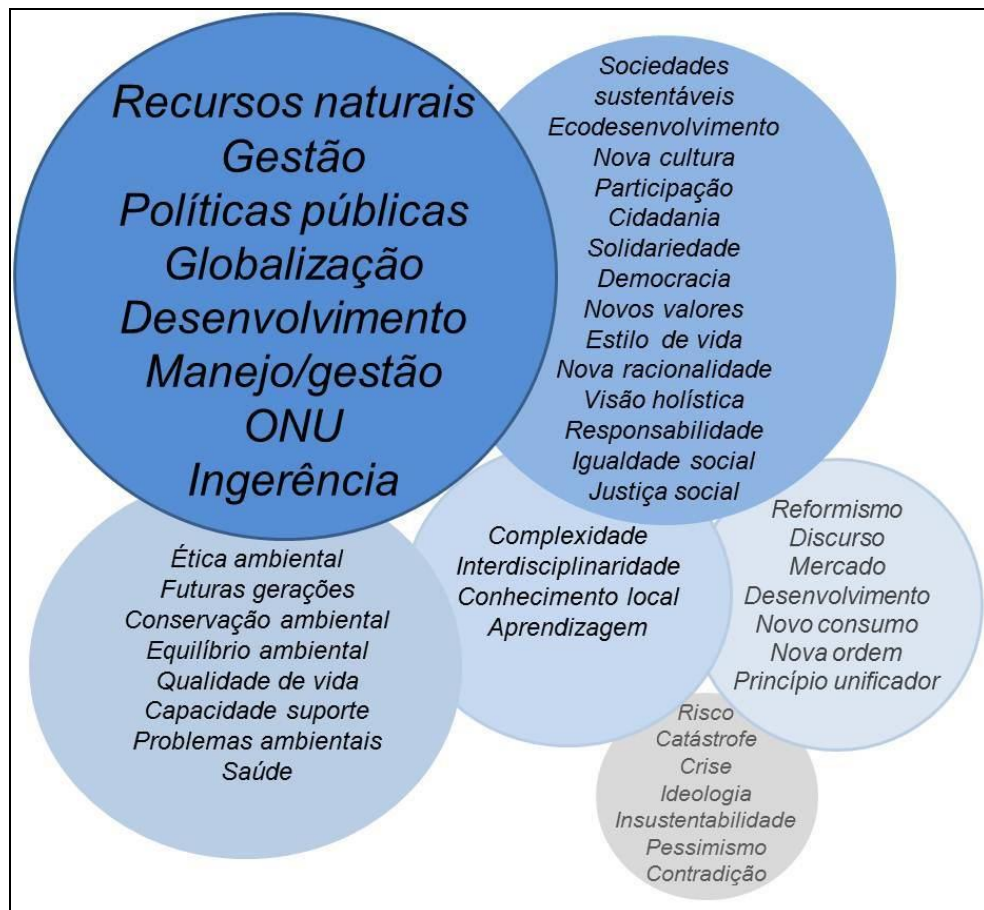 Recursos naturais
Gestão
Políticas públicas
Globalização
Desenvolvimento
Manejo/gestão
ONU
Ingerência
Sociedades
sustentáveis
Ecodesenvolvimento
Nova cultura
Participação
Cidadania
Solidariedade
Democracia
Novos valores
Estilo de vida
Nova racionalidade
Visão holística
Responsabilidade
Igualdade social
Justiça social
Ética ambiental
Futuras gerações
Conservação ambiental
Equilíbrio ambiental
Qualidade de vida
Capacidade suporte
Problemas ambientais
Saúde
Complexidade
Interdisciplinaridade
Conhecimento local
Aprendizagem
Reformismo
Discurso
Mercado
Desenvolvimento
Novo consumo
Nova ordem
Princípio unificador
Risco
Catástrofe
Crise
Ideologia
Insustentabilidade
Pessimismo
Contradição